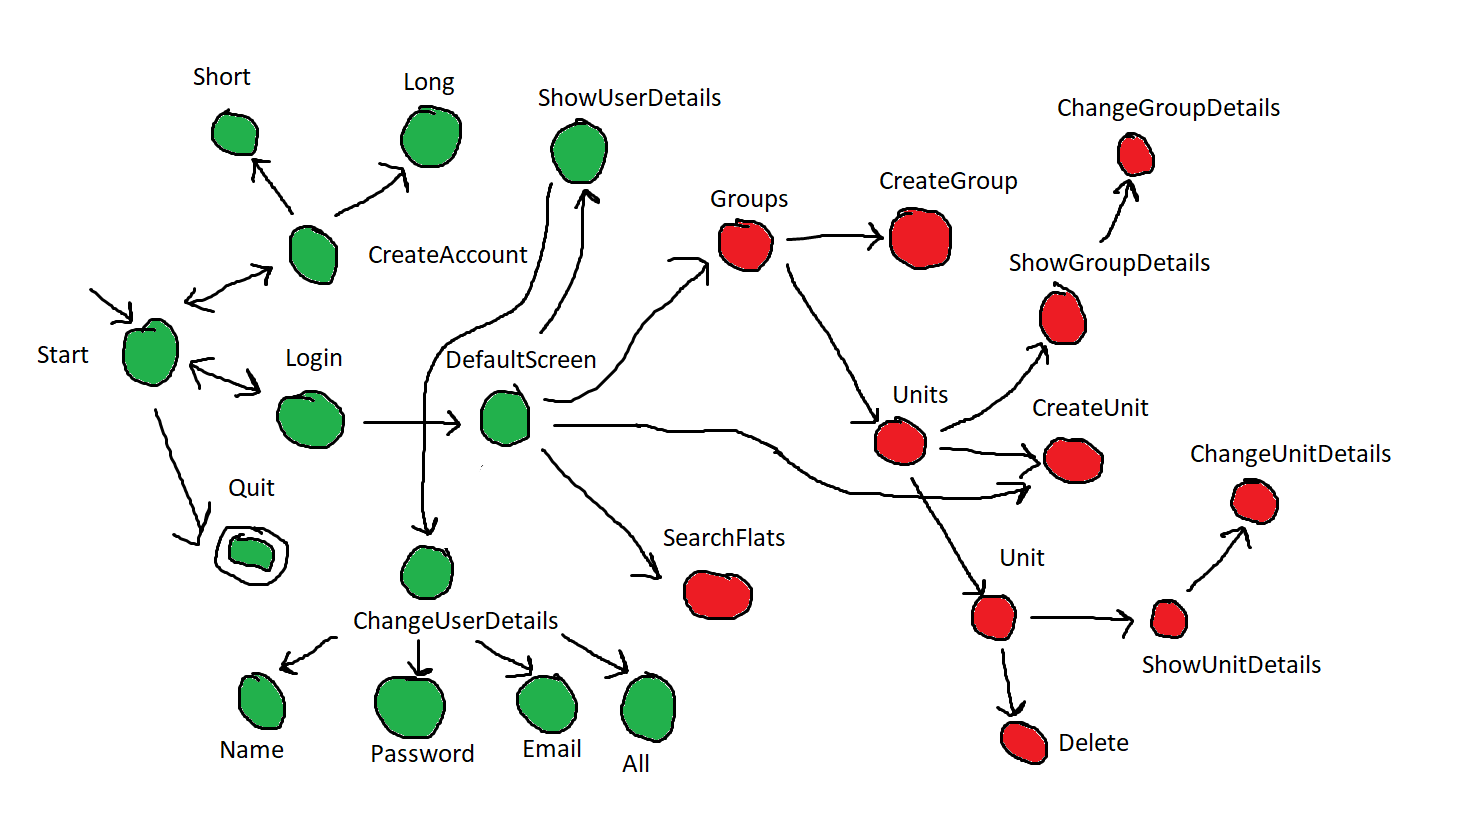 Short
Long
ShowUserDetails
ChangeGroupDetails
Groups
CreateGroup
CreateAccount
ShowGroupDetails
Start
Login
DefaultScreen
Units
CreateUnit
ChangeUnitDetails
Quit
SearchFlats
Unit
ChangeUserDetails
ShowUnitDetails
Name
Password
Email
All
Delete